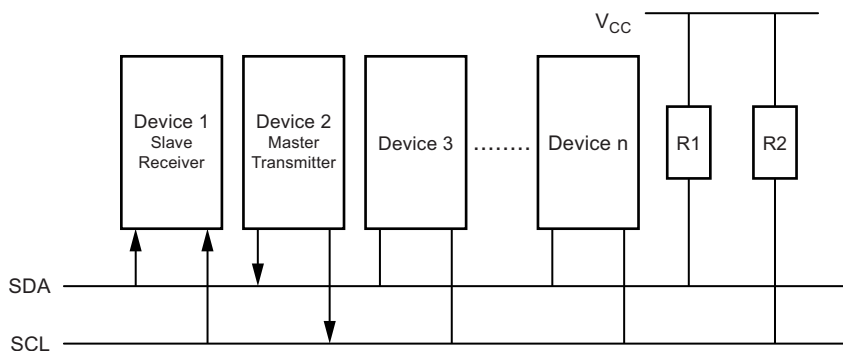 VCC
Device 1
Slave
Receiver
Device 2
Master
Transmitter
Device 3
........
Device n
R1
R2
SDA
SCL